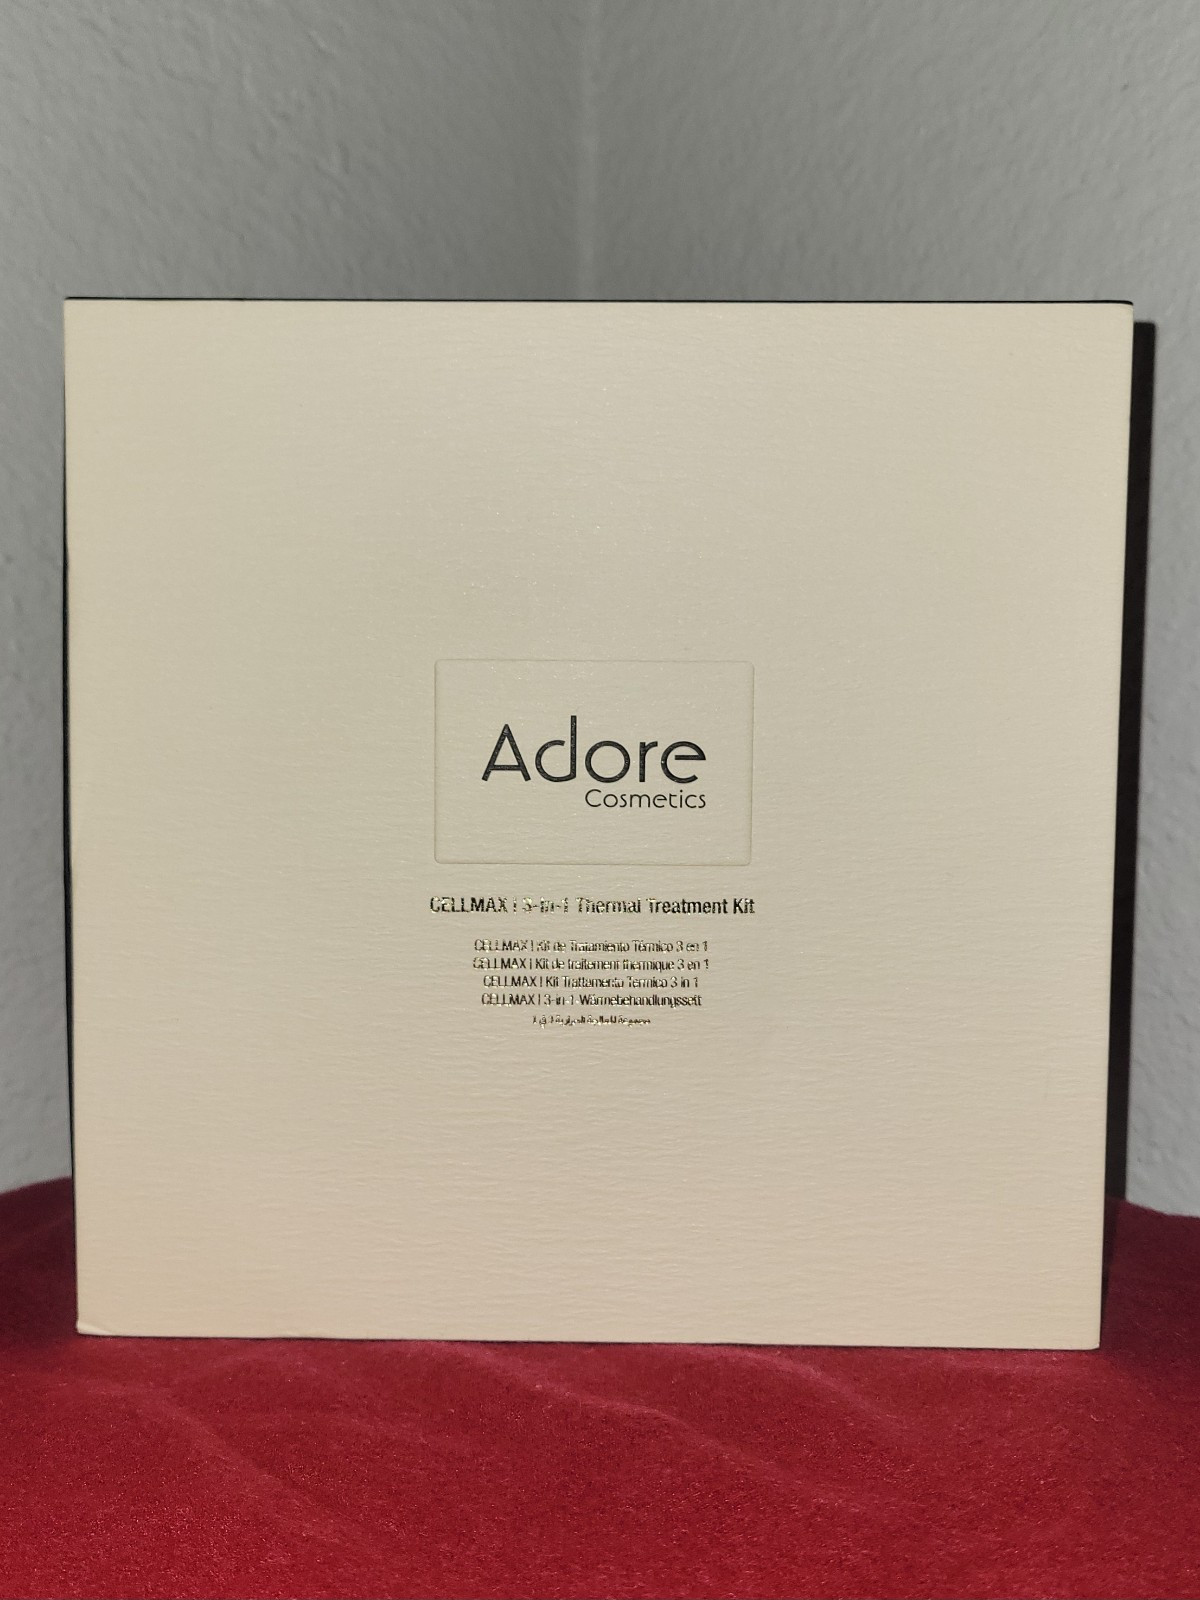 Adore
Cosmetics
CELLMAX | 3-in-1 Thermal Treatment Kit
CELLMAX | Kit de Tratamiento Térmico 3 en 1
CELLMAX | Kit de traitement thermique 3 en 1
CELLMAX | Kit Trattamento Termico 3 in 1
CELLMAX | 3-in-1-Wärmebehandlungssett